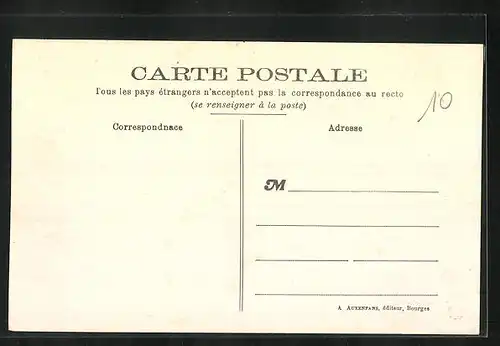 CARTE POSTALE
Tous les pays étrangers n'acceptent pas la correspondance au recto
(se renseigner à la poste)
10
Correspondnace
Adresse
M
A. AUXENFANS, éditeur, Bourges